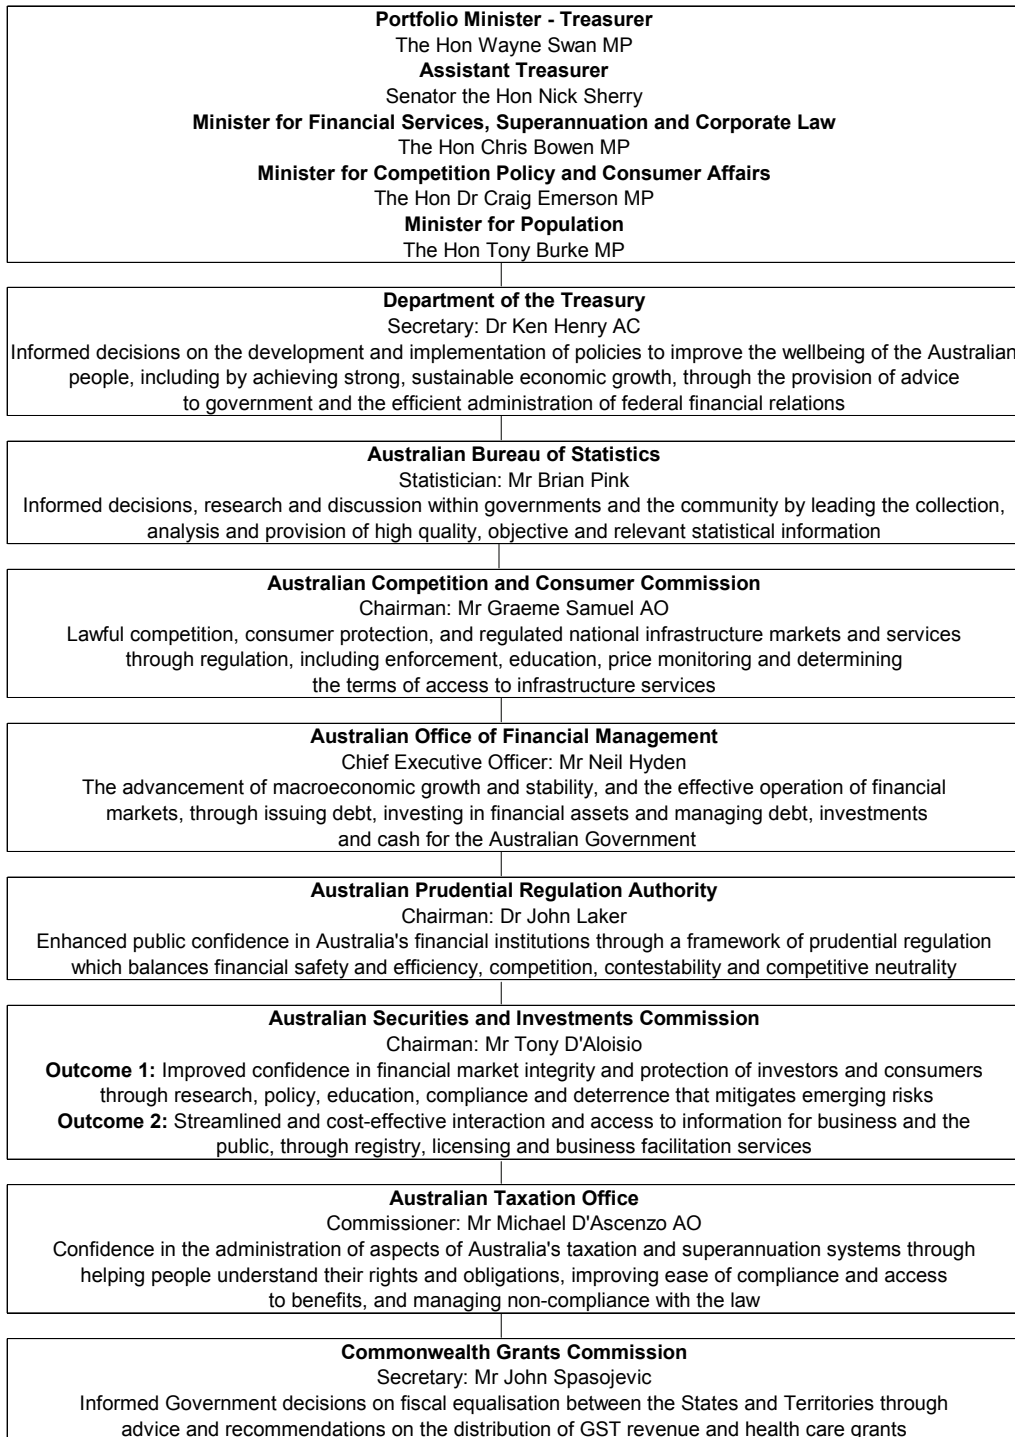 Portfolio Minister - Treasurer
The Hon Wayne Swan MP
Assistant Treasurer
Senator the Hon Nick Sherry
Minister for Financial Services, Superannuation and Corporate Law
The Hon Chris Bowen MP
Minister for Competition Policy and Consumer Affairs
The Hon Dr Craig Emerson MP
Minister for Population
The Hon Tony Burke MP
Department of the Treasury
Secretary: Dr Ken Henry AC
Informed decisions on the development and implementation of policies to improve the wellbeing of the Australian
people, including by achieving strong, sustainable economic growth, through the provision of advice
to government and the efficient administration of federal financial relations
Australian Bureau of Statistics
Statistician: Mr Brian Pink
Informed decisions, research and discussion within governments and the community by leading the collection,
analysis and provision of high quality, objective and relevant statistical information
Australian Competition and Consumer Commission
Chairman: Mr Graeme Samuel AO
Lawful competition, consumer protection, and regulated national infrastructure markets and services
through regulation, including enforcement, education, price monitoring and determining
the terms of access to infrastructure services
Australian Office of Financial Management
Chief Executive Officer: Mr Neil Hyden
The advancement of macroeconomic growth and stability, and the effective operation of financial
markets, through issuing debt, investing in financial assets and managing debt, investments
and cash for the Australian Government
Australian Prudential Regulation Authority
Chairman: Dr John Laker
Enhanced public confidence in Australia's financial institutions through a framework of prudential regulation
which balances financial safety and efficiency, competition, contestability and competitive neutrality
Australian Securities and Investments Commission
Chairman: Mr Tony D'Aloisio
Outcome 1: Improved confidence in financial market integrity and protection of investors and consumers
through research, policy, education, compliance and deterrence that mitigates emerging risks
Outcome 2: Streamlined and cost-effective interaction and access to information for business and the
public, through registry, licensing and business facilitation services
Australian Taxation Office
Commissioner: Mr Michael D'Ascenzo AO
Confidence in the administration of aspects of Australia's taxation and superannuation systems through
helping people understand their rights and obligations, improving ease of compliance and access
to benefits, and managing non-compliance with the law
Commonwealth Grants Commission
Secretary: Mr John Spasojevic
Informed Government decisions on fiscal equalisation between the States and Territories through
advice and recommendations on the distribution of GST revenue and health care grants